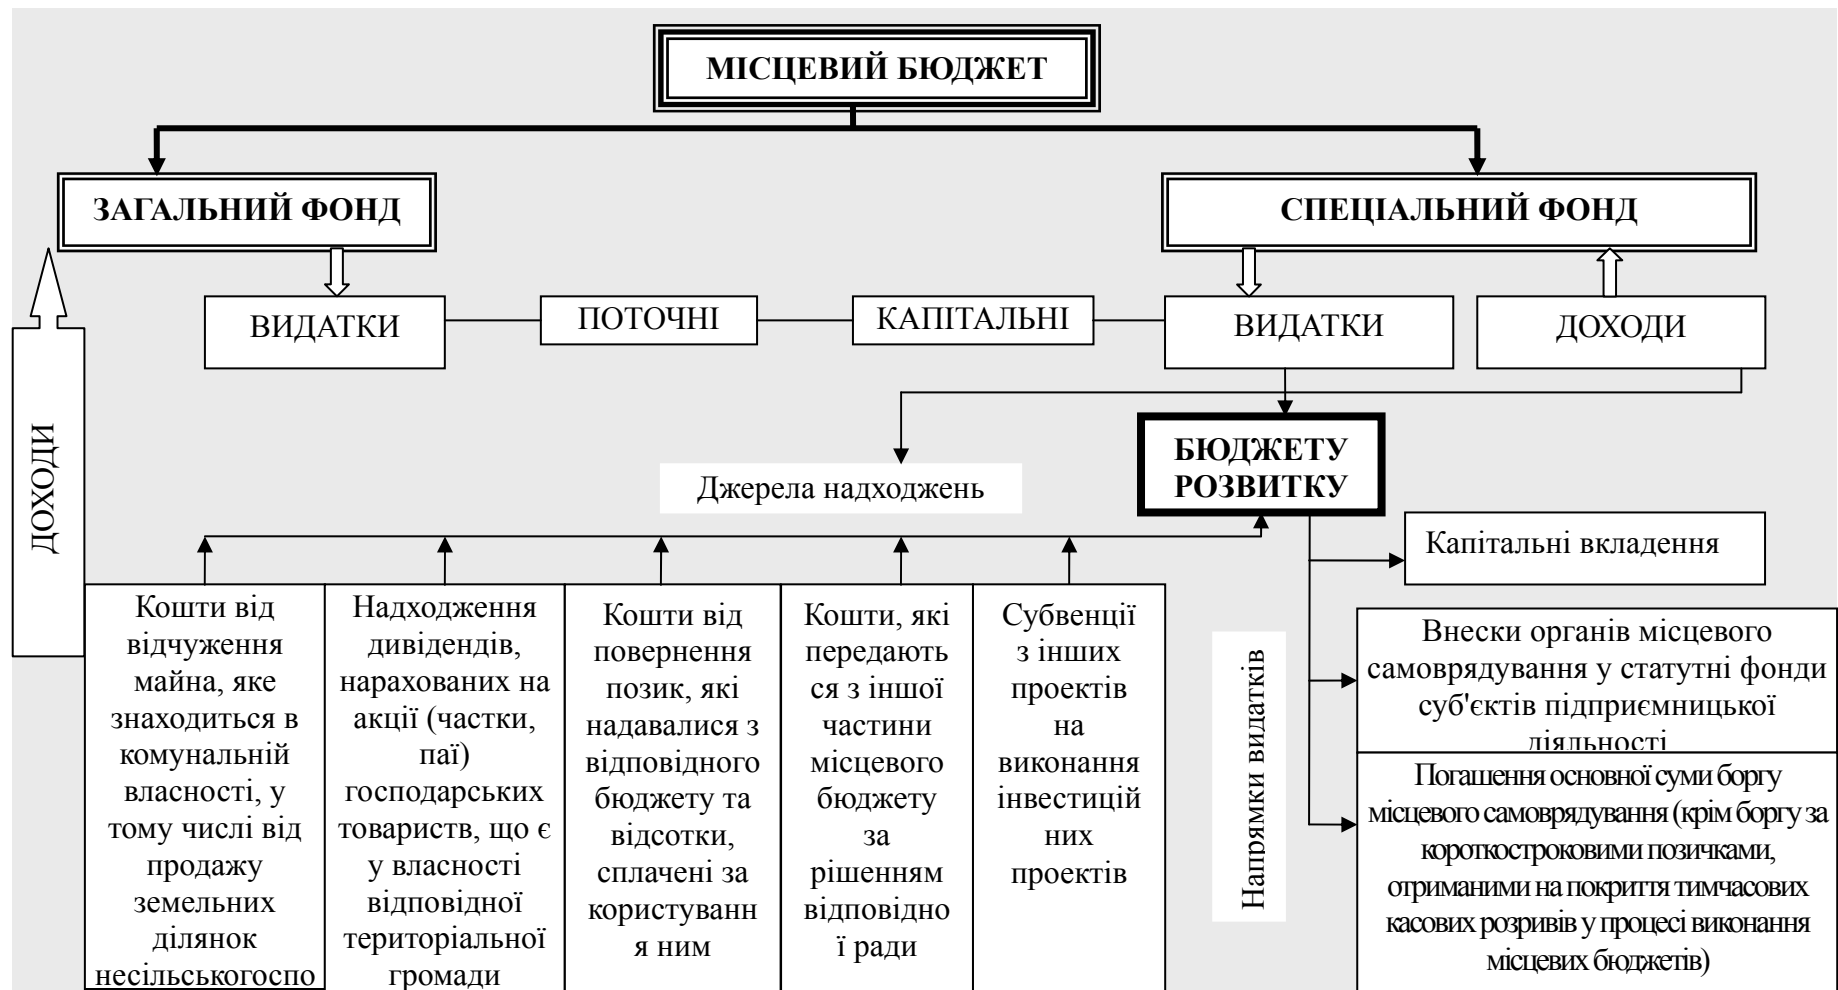 МІСЦЕВИЙ БЮДЖЕТ
ЗАГАЛЬНИЙ ФОНД
СПЕЦІАЛЬНИЙ ФОНД
ВИДАТКИ
ПОТОЧНІ
КАПІТАЛЬНІ
ВИДАТКИ
ДОХОДИ
ДОХОДИ
БЮДЖЕТУ
РОЗВИТКУ
Джерела надходжень
Кошти від
відчуження
майна, яке
знаходиться в
комунальній
власності, у
тому числі від
продажу
земельних
ділянок
несільськогоспо
Надходження
дивідендів,
нарахованих на
акції (частки,
паї)
господарських
товариств, що є
у власності
відповідної
територіальної
громади
Кошти від
повернення
позик, які
надавалися з
відповідного
бюджету та
відсотки,
сплачені за
користуванн
я ним
Кошти, які
передають
ся з іншої
частини
місцевого
бюджету
за
рішенням
відповідно
ї ради
Субвенції
з інших
проектів
на
виконання
інвестицій
них
проектів
Напрямки видатків
Капітальні вкладення
Внески органів місцевого
самоврядування у статутні фонди
суб'єктів підприємницької
діяльності
Погашення основної суми боргу
місцевого самоврядування (крім боргу за
короткостроковими позичками,
отриманими на покриття тимчасових
касових розривів у процесі виконання
місцевих бюджетів)